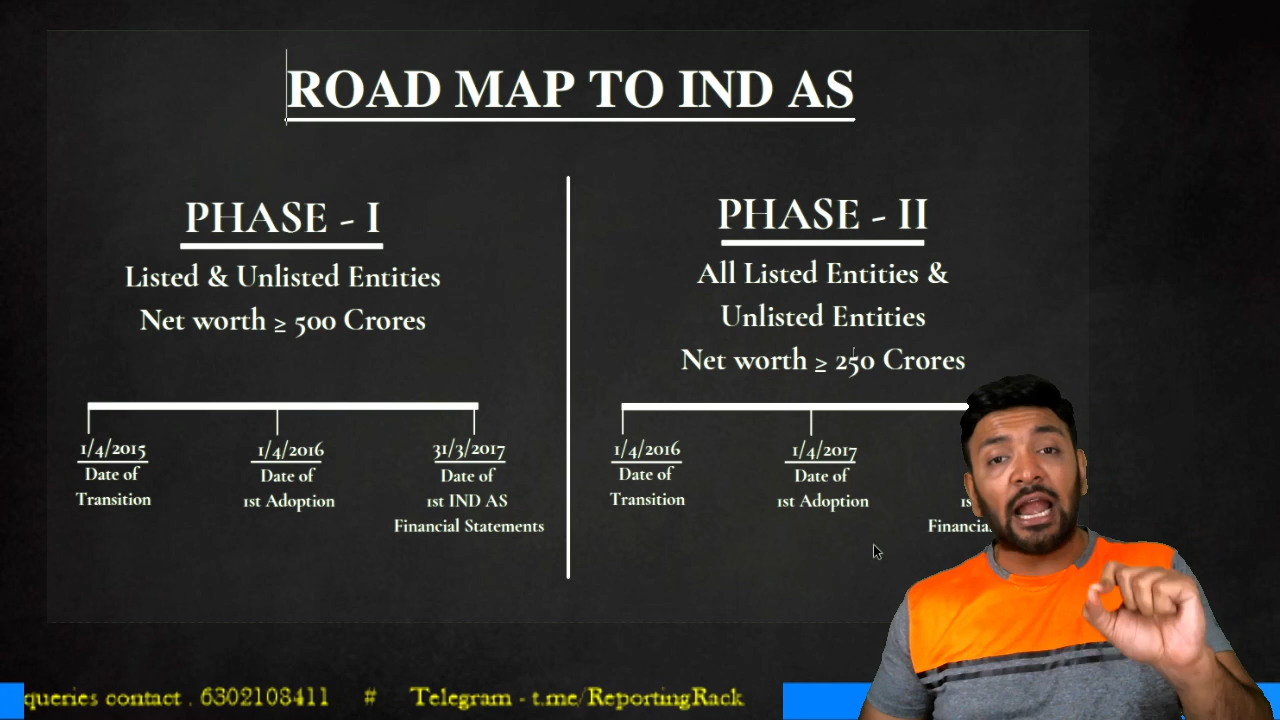 ROAD MAP TO IND AS
PHASE - I
Listed & Unlisted Entities
Net worth ≥ 500 Crores
1/4/2015
Date of
Transition
1/4/2016
Date of
1st Adoption
31/3/2017
Date of
1st IND AS
Financial Statements
PHASE - II
All Listed Entities &
Unlisted Entities
Net worth ≥ 250 Crores
1/4/2016
Date of
Transition
1/4/2017
Date of
1st Adoption
queries contact . 6302108411 # Telegram - t.me/ReportingRack